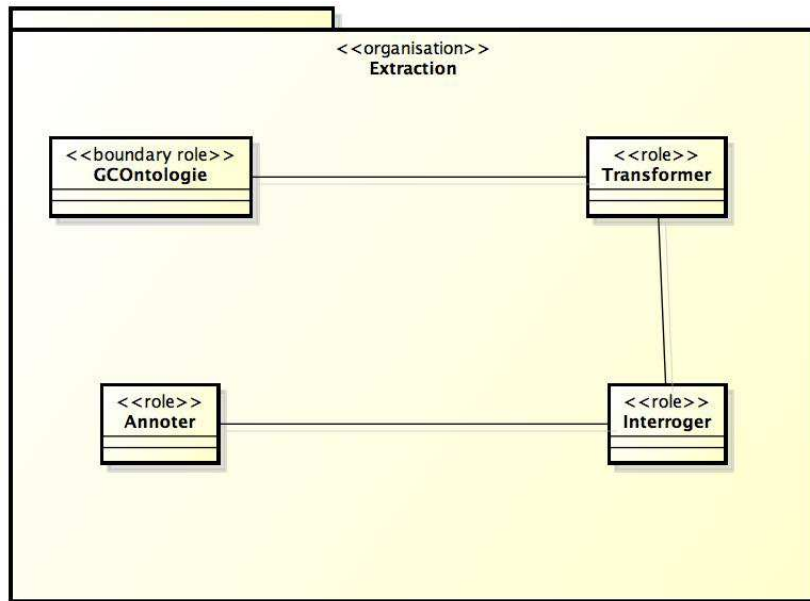 <<organisation>>
Extraction
<<boundary role>>
GCOntologie
<<role>>
Transformer
<<role>>
Annoter
<<role>>
Interroger